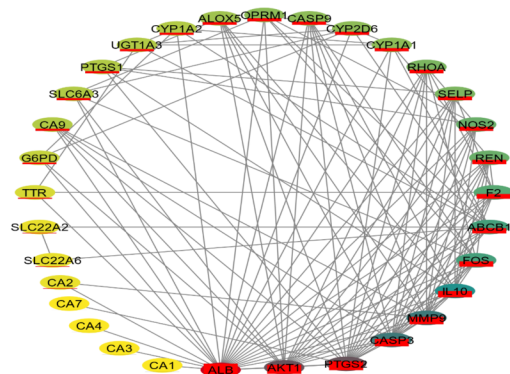 ALOX5
OPRM1
CASP9
CYP1A2
CYP2D6
UGT1A3
CYP1A1
PTGS1
RHOA
SLC6A3
SELP
CA9
NOS2
G6PD
REN
TTR
F2
SLC22A2
ABCB1
SLC22A6
FOS
CA2
IL10
CA7
MMP9
CA4
CASP3
CA3
PTGS2
CA1
ALB
AKT1